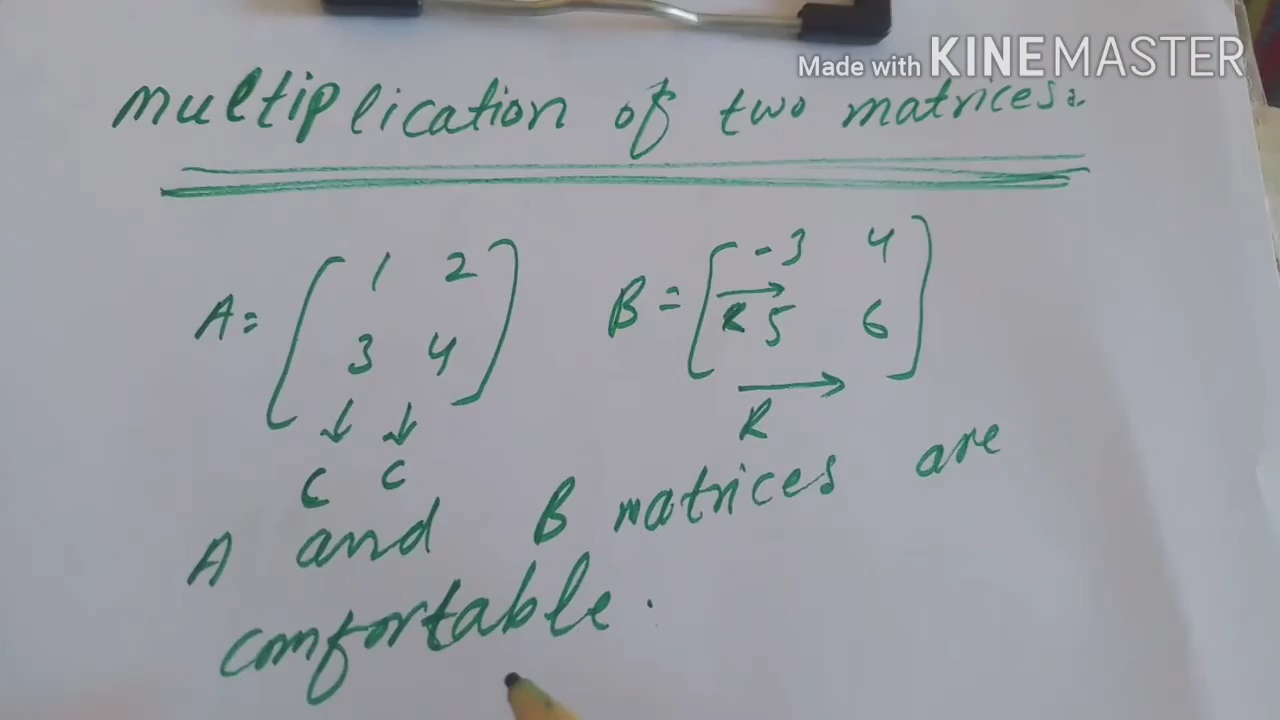 Made with KINEMASTER
multiplication of two matrices:
A= [1 2 B = [-3 4]
3 4] R 5 6
↓ ↓ R
C C
A and B matrices are
comfortable.